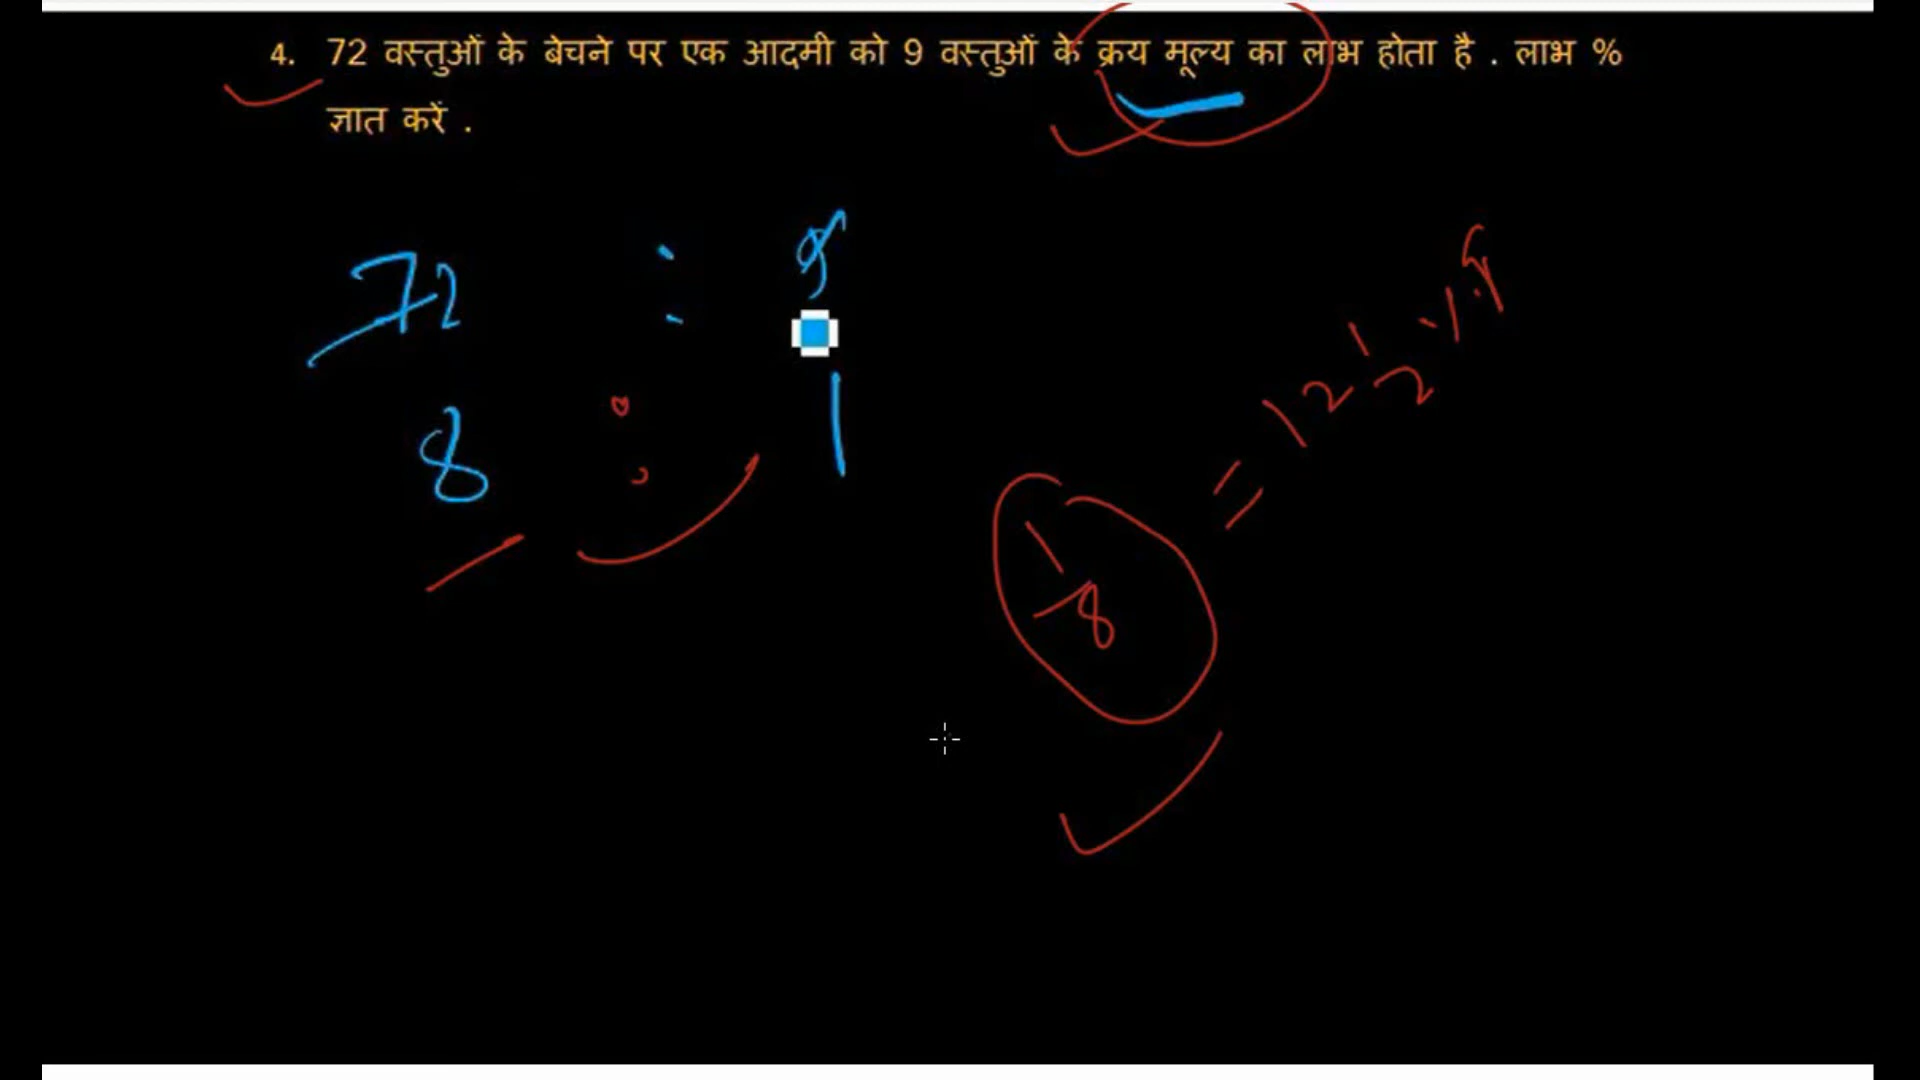 4. 72 वस्तुओं के बेचने पर एक आदमी को 9 वस्तुओं के क्रय मूल्य का लाभ होता है . लाभ %
ज्ञात करें .
72 : 9
8 : 1
1/8 = 12 1/2 %